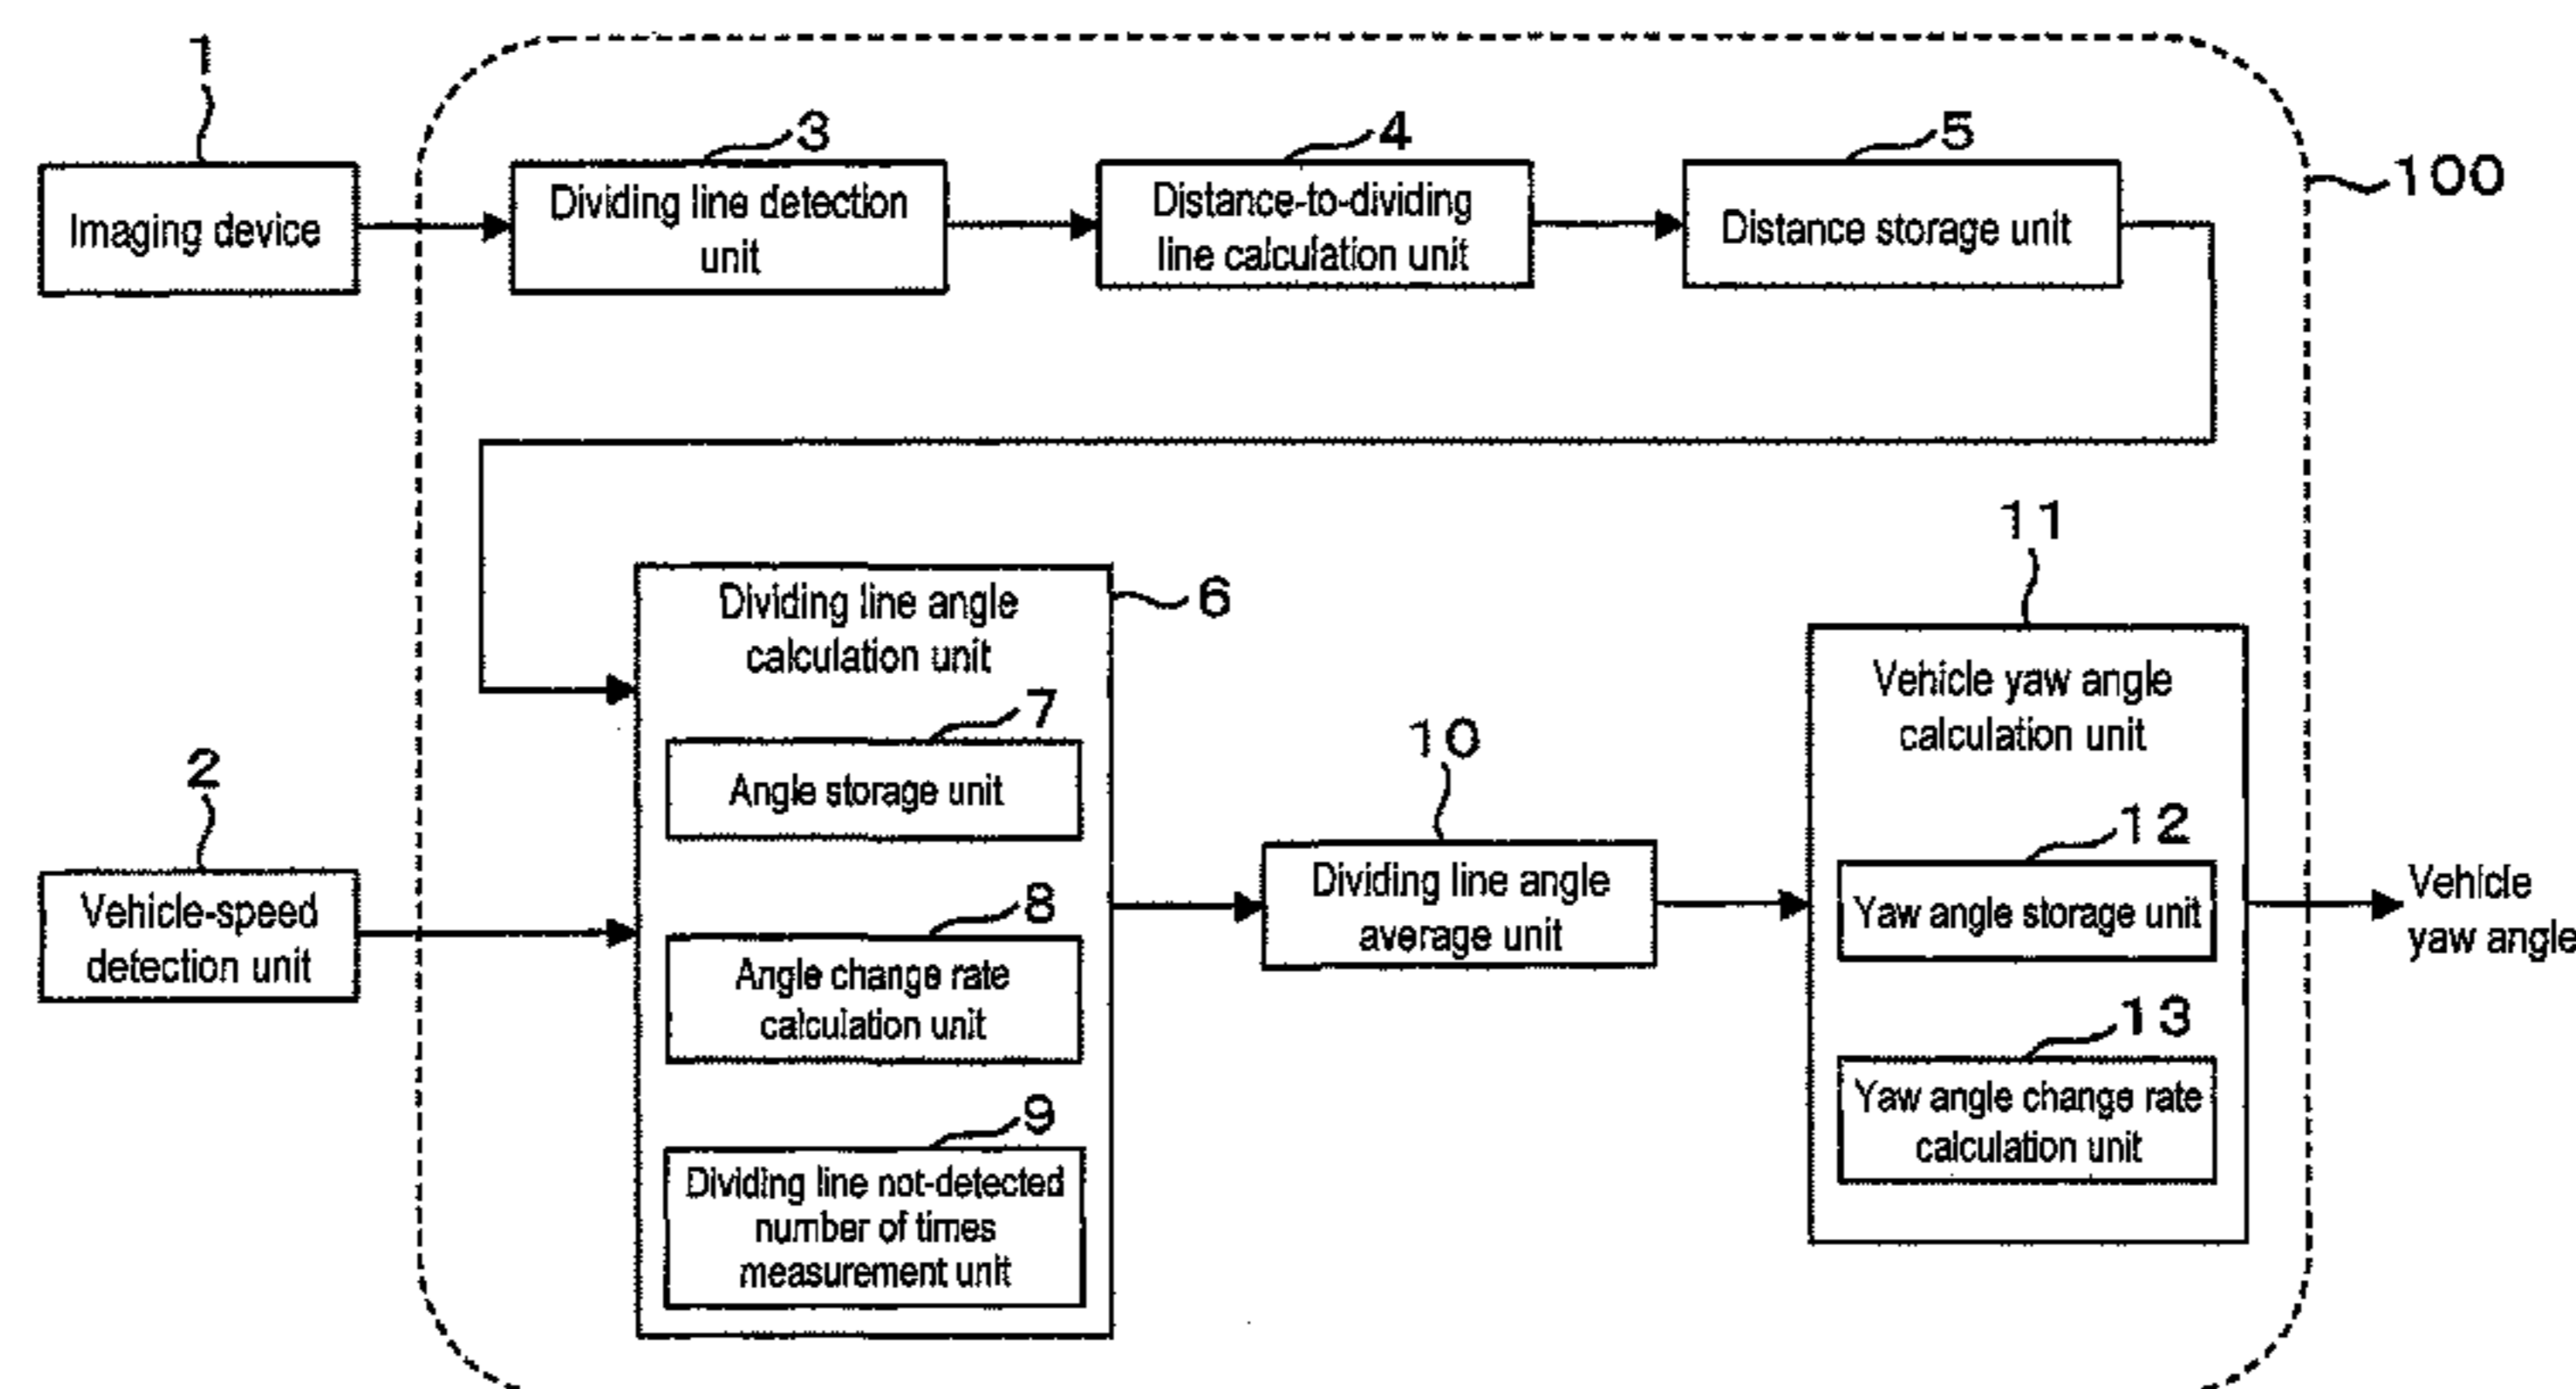 1
3
4
5
100
Imaging device
Dividing line detection
unit
Distance-to-dividing
line calculation unit
Distance storage unit
11
6
Dividing line angle
calculation unit
Vehicle yaw angle
calculation unit
7
Angle storage unit
10
2
Vehicle-speed
detection unit
8
Angle change rate
calculation unit
Dividing line angle
average unit
12
Yaw angle storage unit
Vehicle
yaw angle
9
Dividing line not-detected
number of times
measurement unit
13
Yaw angle change rate
calculation unit